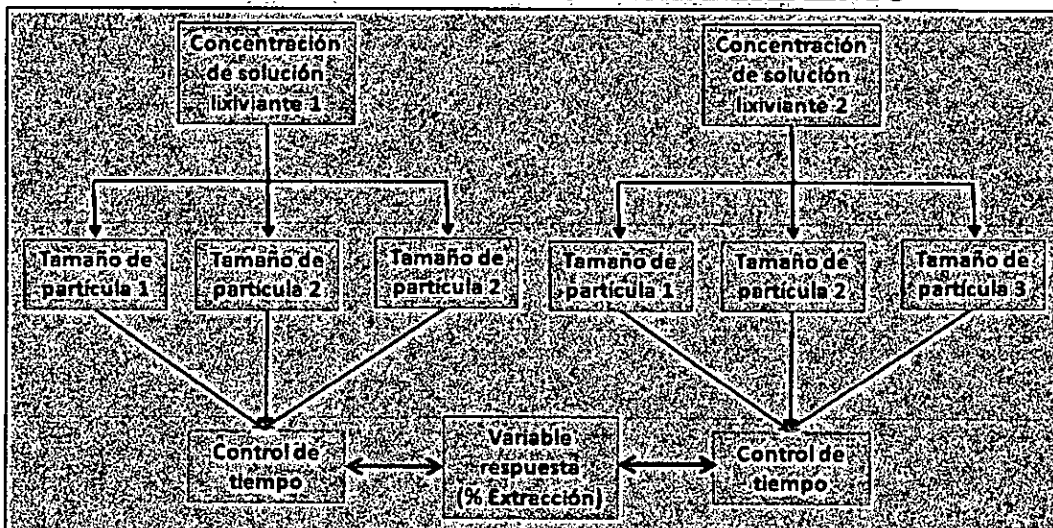 Concentración
de solución
lixiviante 1
Concentración
de solución
lixiviante 2
Tamaño de
partícula 1
Tamaño de
partícula 2
Tamaño de
partícula 2
Tamaño de
partícula 1
Tamaño de
partícula 2
Tamaño de
partícula 3
Control de
tiempo
Variable
respuesta
(% Extracción)
Control de
tiempo